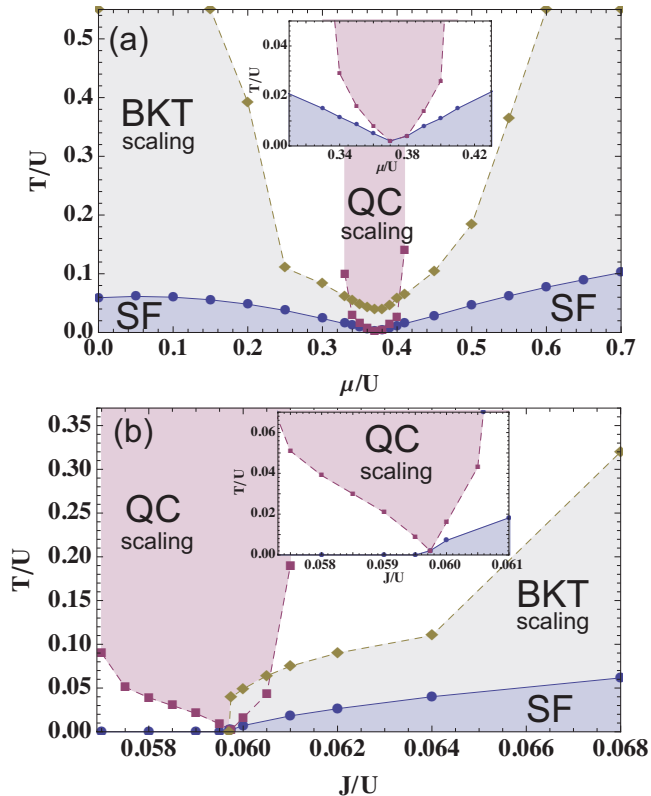 (a)
BKT
scaling
QC
scaling
SF
SF
T/U
0.5
0.4
0.3
0.2
0.1
0.0
0.0 0.1 0.2 0.3 0.4 0.5 0.6 0.7
μ/U
T/U
0.04
0.02
0.00
0.34 0.38 0.42
μ/U
(b)
QC
scaling
BKT
scaling
SF
T/U
0.35
0.30
0.25
0.20
0.15
0.10
0.05
0.00
0.058 0.060 0.062 0.064 0.066 0.068
J/U
QC
scaling
T/U
0.06
0.04
0.02
0.00
0.058 0.059 0.060 0.061
J/U